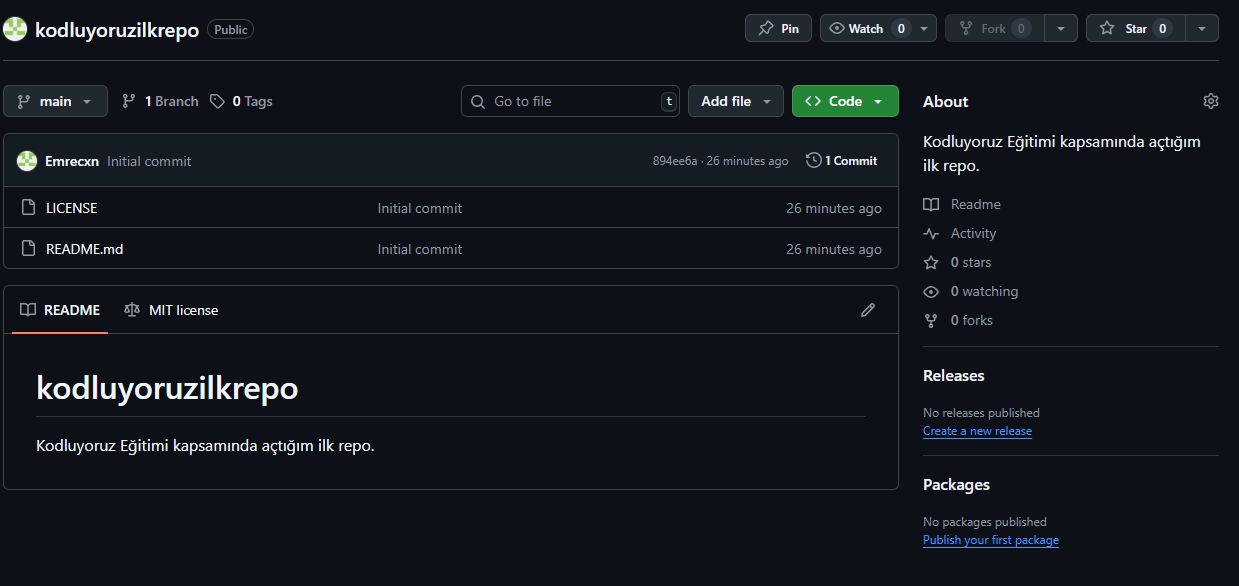 kodluyoruzilkrepo Public
Pin
Watch 0
Fork 0
Star 0
main
1 Branch
0 Tags
Go to file t
Add file
Code
Emrecxn Initial commit 894ee6a · 26 minutes ago 1 Commit
LICENSE Initial commit 26 minutes ago
README.md Initial commit 26 minutes ago
README MIT license
kodluyoruzilkrepo
Kodluyoruz Eğitimi kapsamında açtığım ilk repo.
About
Kodluyoruz Eğitimi kapsamında açtığım
ilk repo.
Readme
Activity
0 stars
0 watching
0 forks
Releases
No releases published
Create a new release
Packages
No packages published
Publish your first package